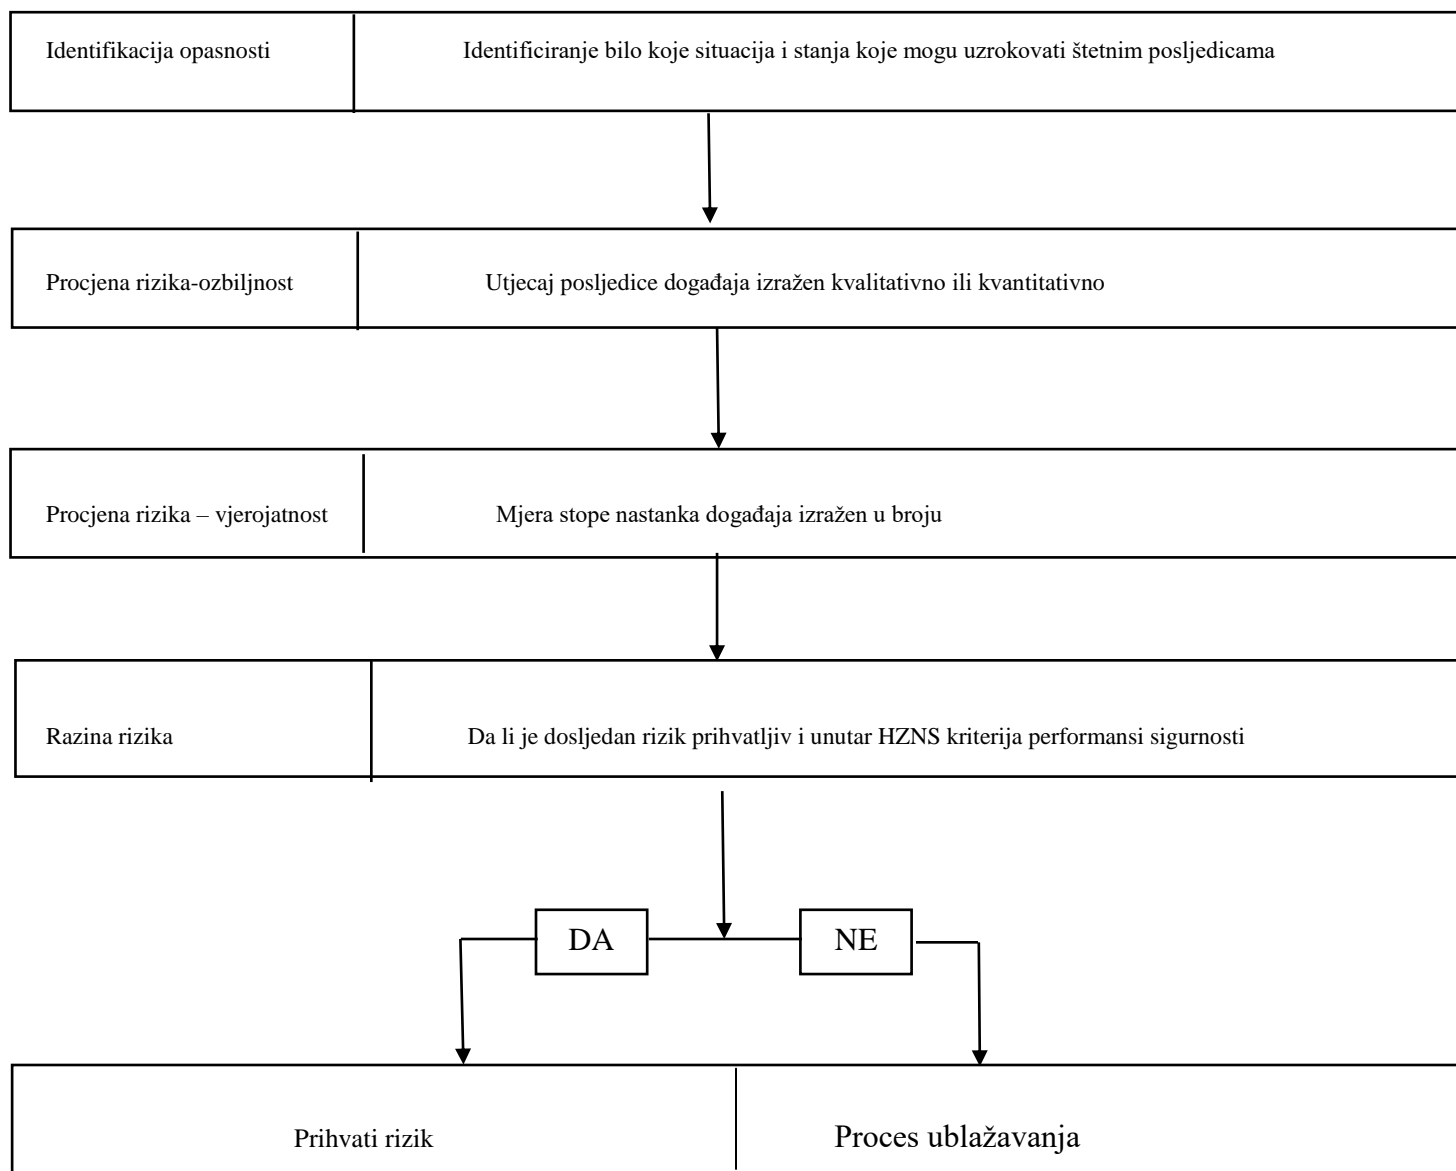 Identifikacija opasnosti
Identificiranje bilo koje situacija i stanja koje mogu uzrokovati štetnim posljedicama
Procjena rizika-ozbiljnost
Utjecaj posljedice događaja izražen kvalitativno ili kvantitativno
Procjena rizika – vjerojatnost
Mjera stope nastanka događaja izražen u broju
Razina rizika
Da li je dosljedan rizik prihvatljiv i unutar HZNS kriterija performansi sigurnosti
DA
NE
Prihvati rizik
Proces ublažavanja